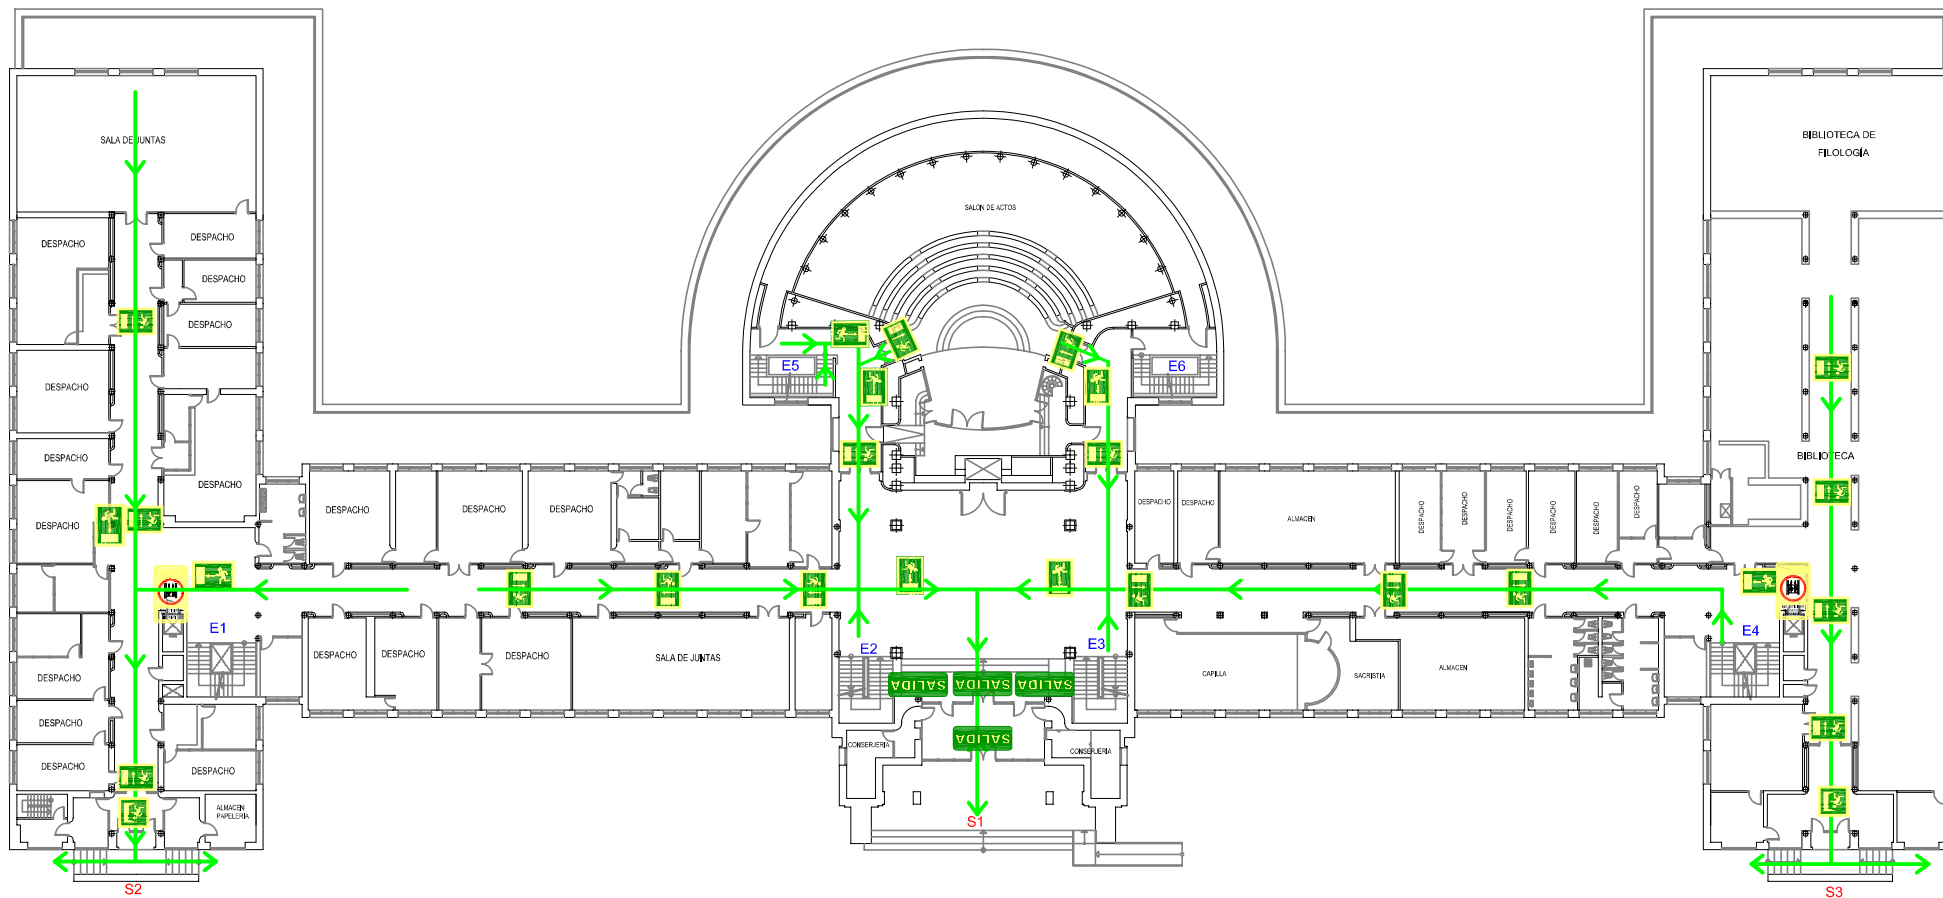 SALA DE JUNTAS
DESPACHO
DESPACHO
DESPACHO
DESPACHO
DESPACHO
DESPACHO
DESPACHO
DESPACHO
DESPACHO
DESPACHO
DESPACHO
DESPACHO
DESPACHO
ALMACEN
PAPELERIA
E1
S2
DESPACHO
DESPACHO
DESPACHO
DESPACHO
DESPACHO
DESPACHO
SALA DE JUNTAS
SALON DE ACTOS
E5
E6
E2
E3
SALIDA
SALIDA
SALIDA
SALIDA
CONSERJERIA
CONSERJERIA
S1
DESPACHO
DESPACHO
ALMACEN
DESPACHO
DESPACHO
DESPACHO
DESPACHO
DESPACHO
DESPACHO
CAPILLA
SACRISTIA
ALMACEN
E4
BIBLIOTECA DE
FILOLOGÍA
BIBLIOTECA
S3